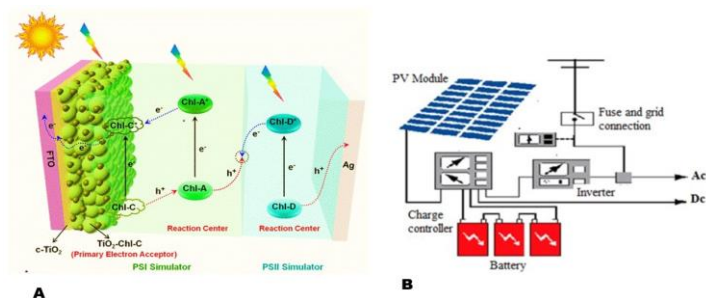 Chl-A*
Chl-C*
Chl-D*
e⁻
e⁻
e⁻
e⁻
e⁻
e⁻
e⁻
FTO
h⁺
h⁺
h⁺
Ag
Chl-C
Chl-A
Chl-D
Reaction Center
Reaction Center
c-TiO₂
TiO₂-Chl-C
(Primary Electron Acceptor)
PSI Simulator
PSII Simulator
A
PV Module
Fuse and grid
connection
Inverter
Ac
Dc
Charge
controller
Battery
B